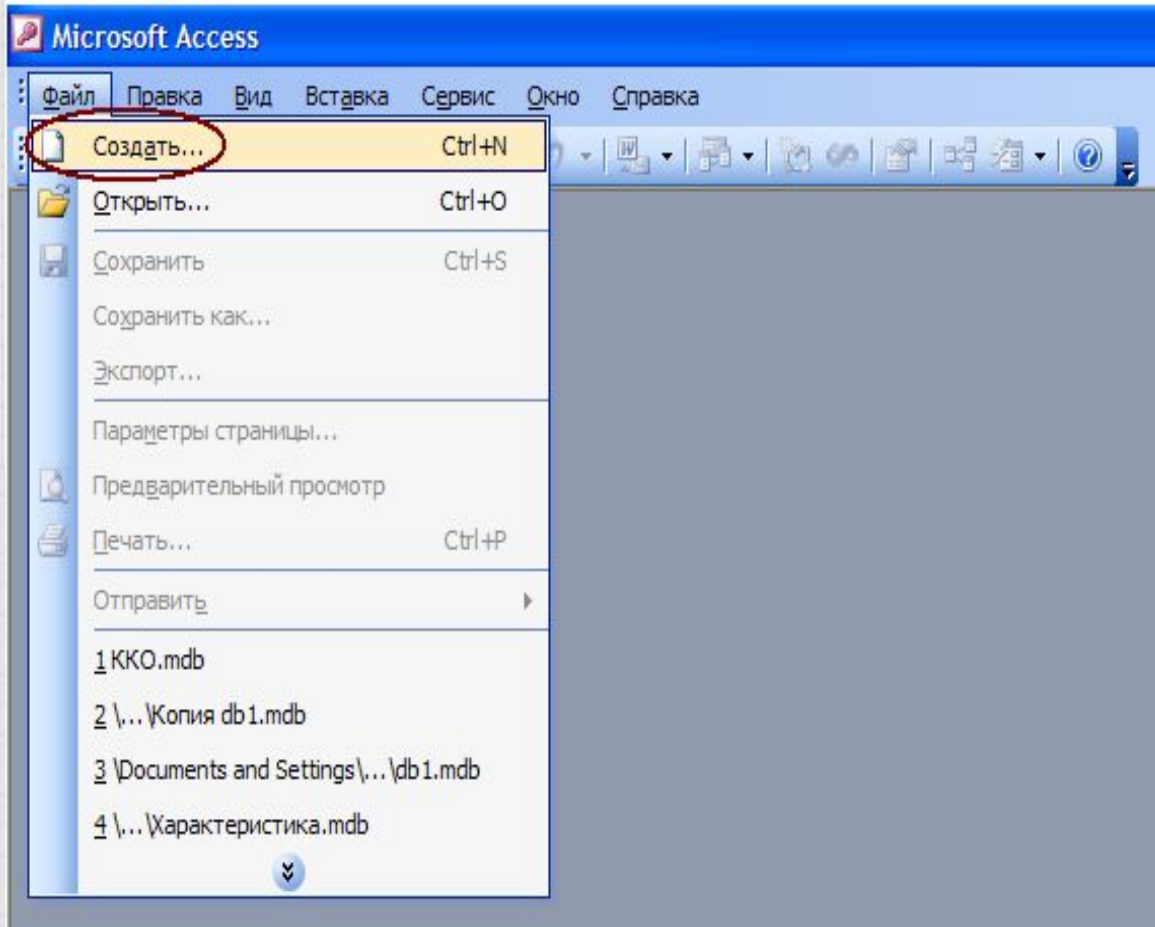 Microsoft Access
Файл Правка Вид Вставка Сервис Окно Справка
Создать... Ctrl+N
Открыть... Ctrl+O
Сохранить Ctrl+S
Сохранить как...
Экспорт...
Параметры страницы...
Предварительный просмотр
Печать... Ctrl+P
Отправить
1 ККО.mdb
2 \...\Копия db1.mdb
3 \Documents and Settings\...\db1.mdb
4 \...\Характеристика.mdb